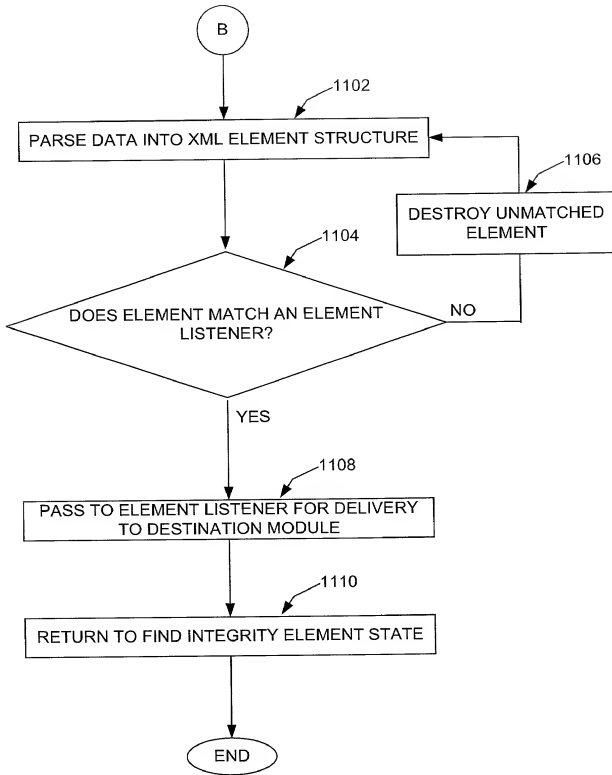 B
1102
PARSE DATA INTO XML ELEMENT STRUCTURE
1106
DESTROY UNMATCHED
ELEMENT
1104
DOES ELEMENT MATCH AN ELEMENT
LISTENER?
NO
YES
1108
PASS TO ELEMENT LISTENER FOR DELIVERY
TO DESTINATION MODULE
1110
RETURN TO FIND INTEGRITY ELEMENT STATE
END